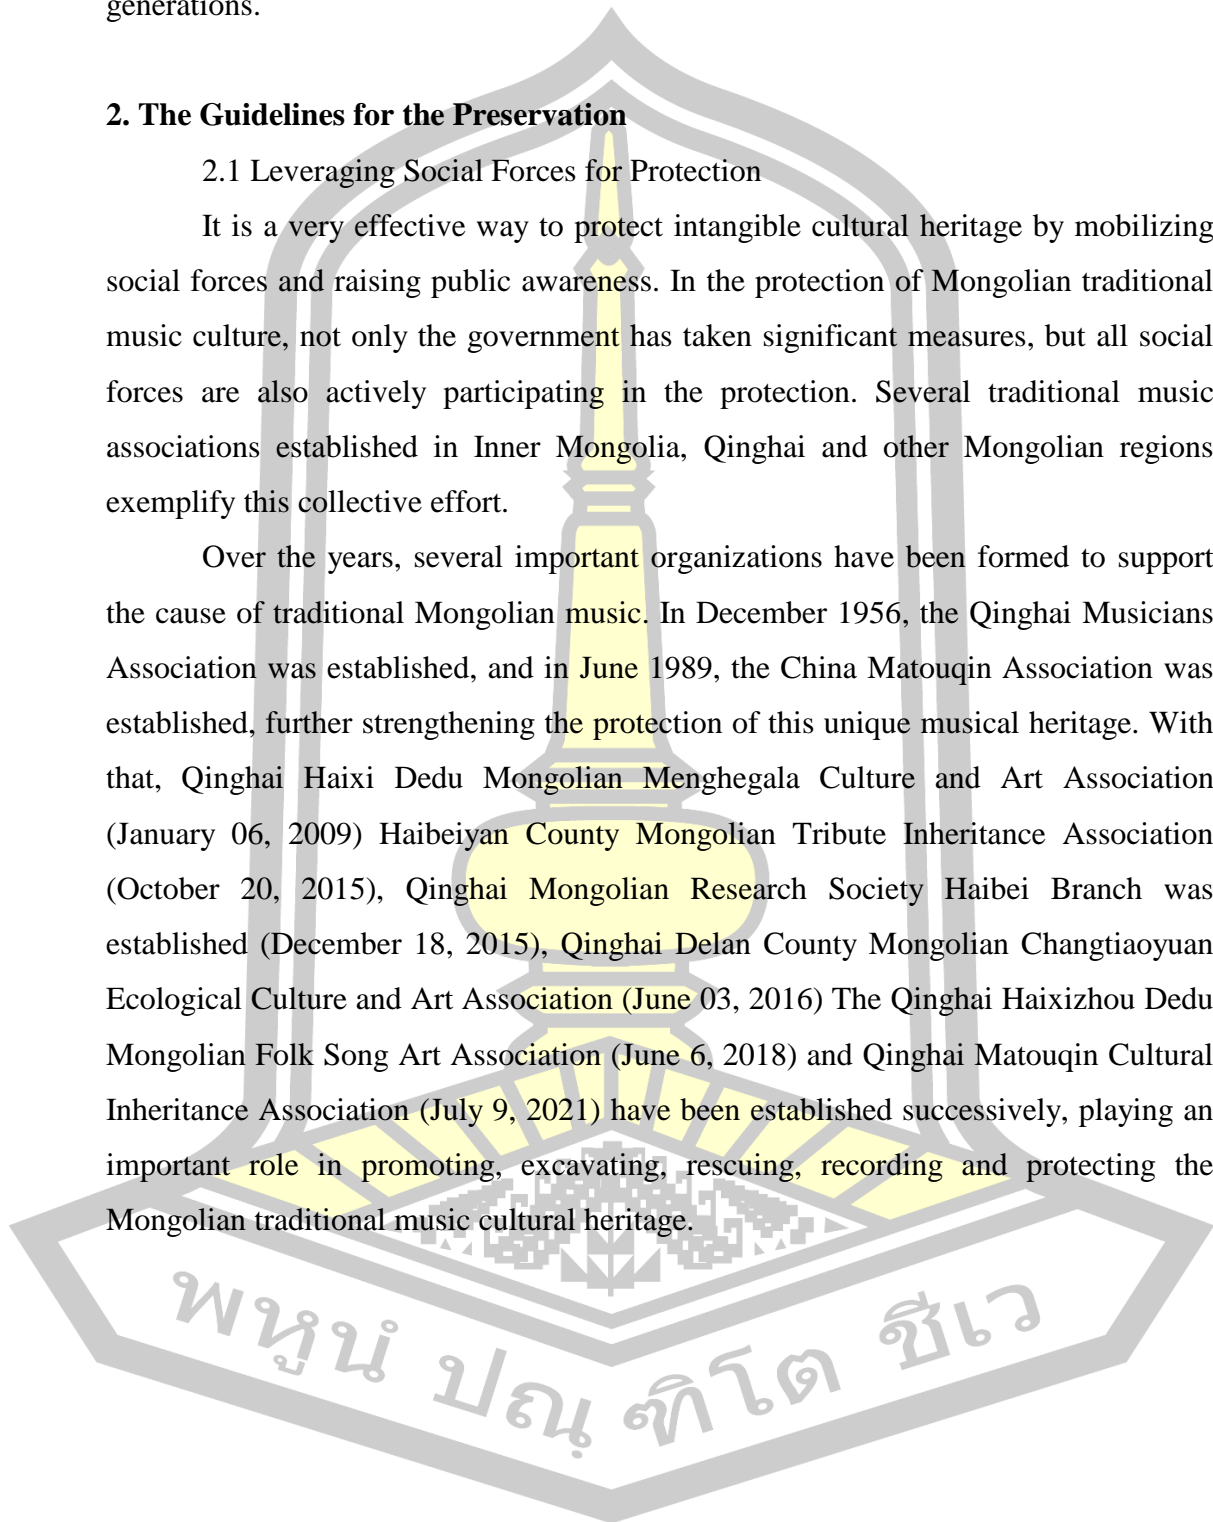 generations.
2. The Guidelines for the Preservation
2.1 Leveraging Social Forces for Protection
It is a very effective way to protect intangible cultural heritage by mobilizing
social forces and raising public awareness. In the protection of Mongolian traditional
music culture, not only the government has taken significant measures, but all social
forces are also actively participating in the protection. Several traditional music
associations established in Inner Mongolia, Qinghai and other Mongolian regions
exemplify this collective effort.
Over the years, several important organizations have been formed to support
the cause of traditional Mongolian music. In December 1956, the Qinghai Musicians
Association was established, and in June 1989, the China Matouqin Association was
established, further strengthening the protection of this unique musical heritage. With
that, Qinghai Haixi Dedu Mongolian Menghegala Culture and Art Association
(January 06, 2009) Haibeiyan County Mongolian Tribute Inheritance Association
(October 20, 2015), Qinghai Mongolian Research Society Haibei Branch was
established (December 18, 2015), Qinghai Delan County Mongolian Changtiaoyuan
Ecological Culture and Art Association (June 03, 2016) The Qinghai Haixizhou Dedu
Mongolian Folk Song Art Association (June 6, 2018) and Qinghai Matouqin Cultural
Inheritance Association (July 9, 2021) have been established successively, playing an
important role in promoting, excavating, rescuing, recording and protecting the
Mongolian traditional music cultural heritage.
พหูนํ ปณฺฑิโต ชีเว